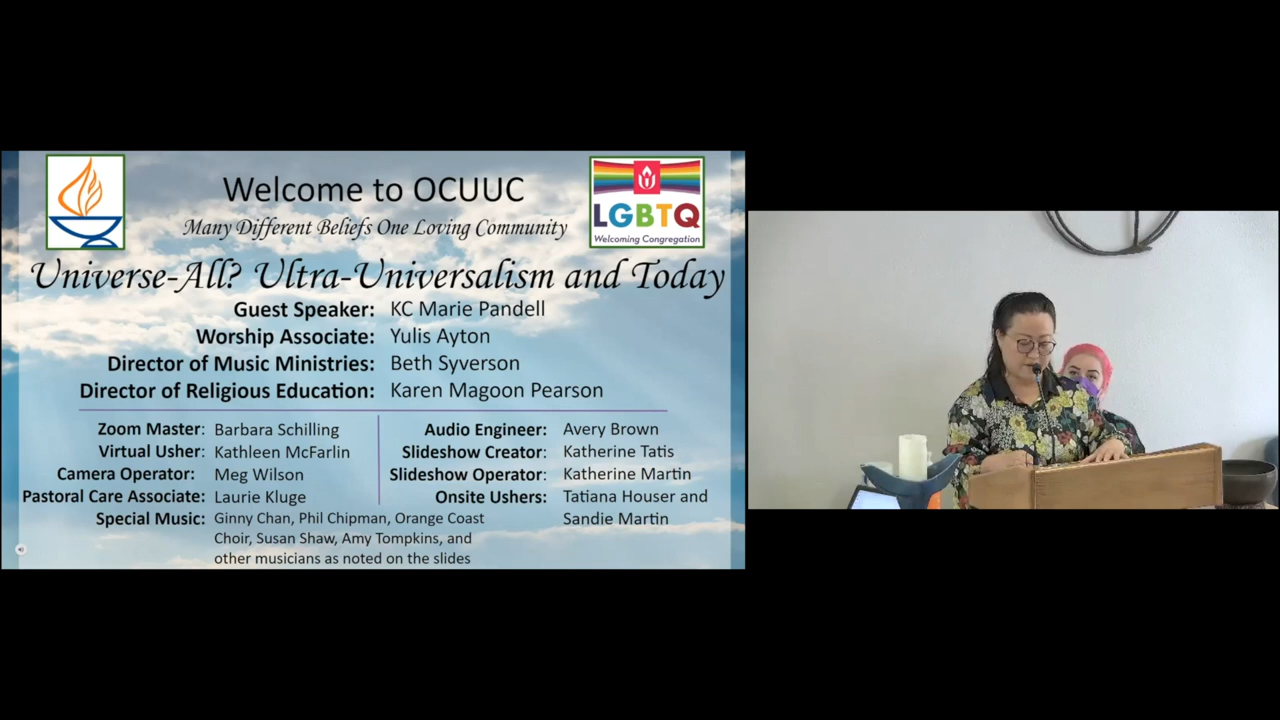 Welcome to OCUUC
Many Different Beliefs One Loving Community
LGBTQ
Welcoming Congregation
Universe-All? Ultra-Universalism and Today
Guest Speaker: KC Marie Pandell
Worship Associate: Yulis Ayton
Director of Music Ministries: Beth Syverson
Director of Religious Education: Karen Magoon Pearson
Zoom Master: Barbara Schilling
Virtual Usher: Kathleen McFarlin
Camera Operator: Meg Wilson
Pastoral Care Associate: Laurie Kluge
Special Music: Ginny Chan, Phil Chipman, Orange Coast
Choir, Susan Shaw, Amy Tompkins, and
other musicians as noted on the slides
Audio Engineer: Avery Brown
Slideshow Creator: Katherine Tatis
Slideshow Operator: Katherine Martin
Onsite Ushers: Tatiana Houser and
Sandie Martin